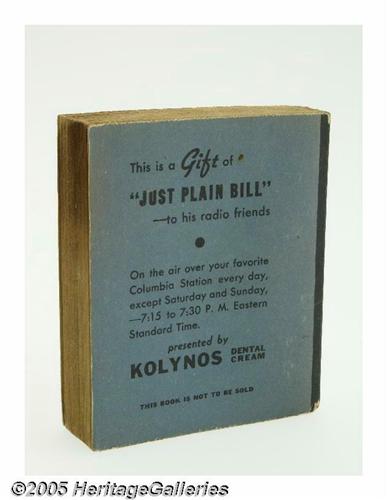 This is a Gift of
"JUST PLAIN BILL"
—to his radio friends
On the air over your favorite
Columbia Station every day,
except Saturday and Sunday,
—7:15 to 7:30 P. M. Eastern
Standard Time.
presented by
KOLYNOS DENTAL CREAM
THIS BOOK IS NOT TO BE SOLD
©2005 HeritageGalleries